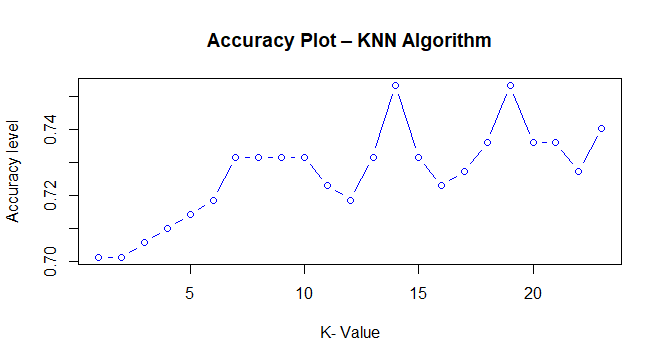 Accuracy Plot – KNN Algorithm
Accuracy level
0.74
0.72
0.70
5 10 15 20
K- Value